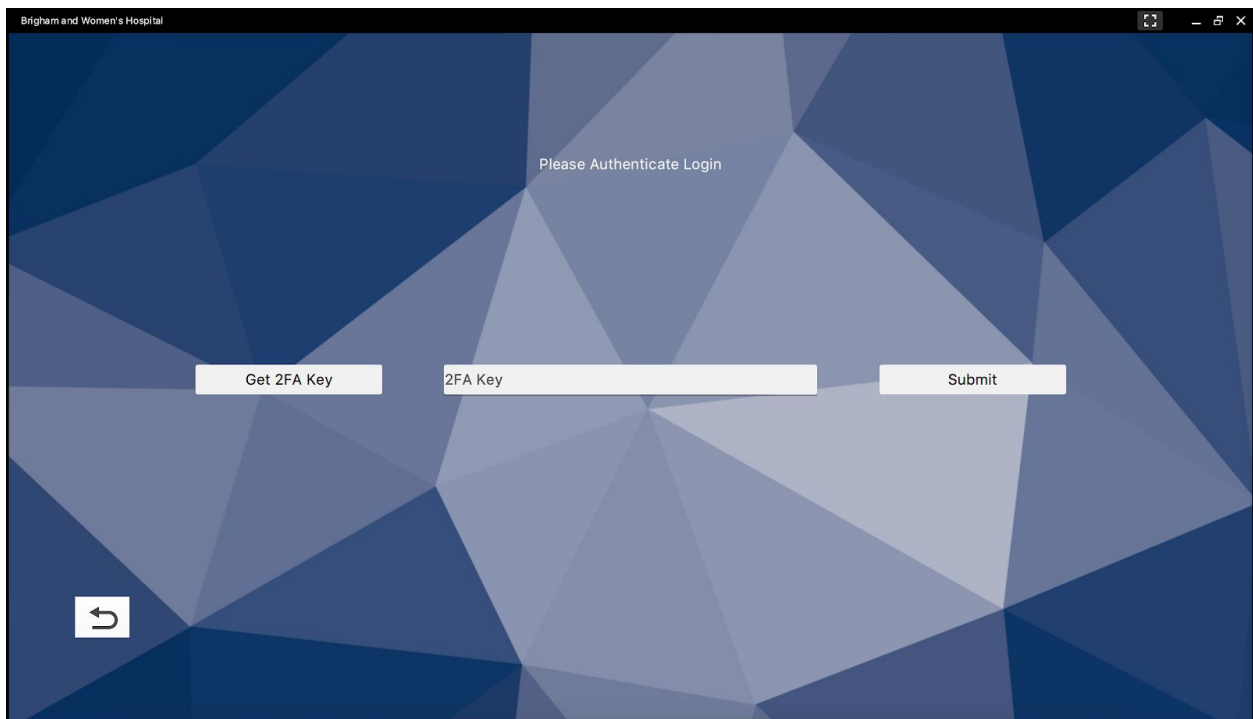 Brigham and Women's Hospital
Please Authenticate Login
Get 2FA Key
2FA Key
Submit